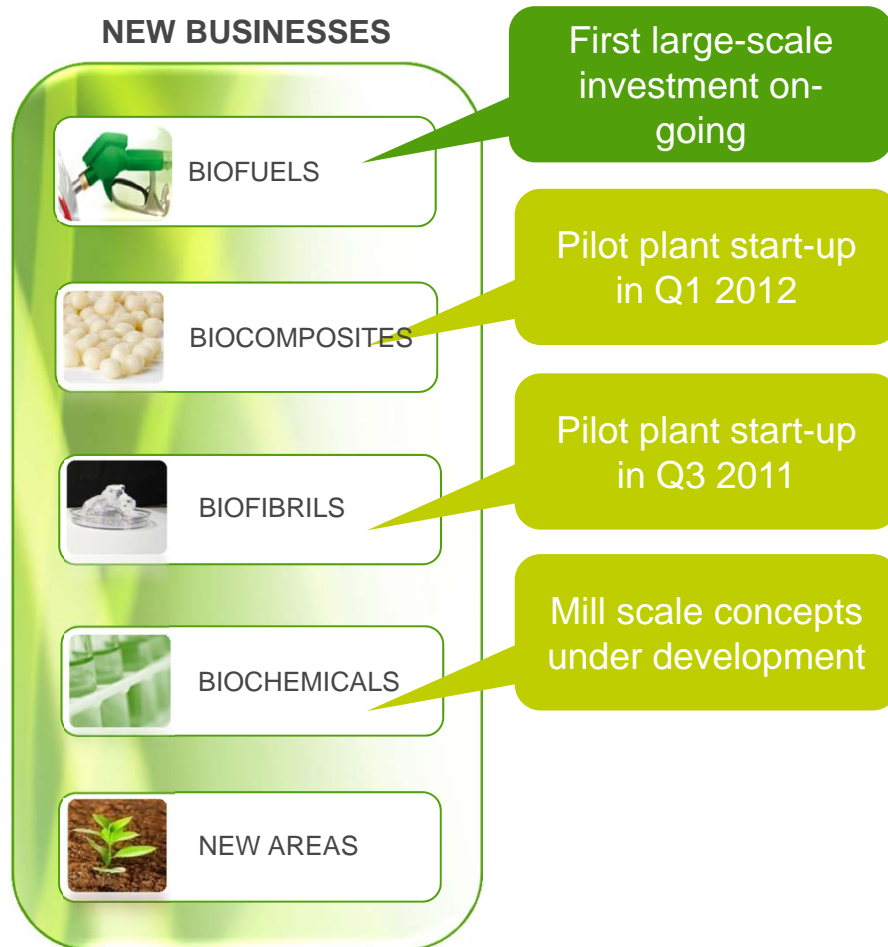 NEW BUSINESSES
First large-scale
investment on-
going
BIOFUELS
Pilot plant start-up
in Q1 2012
BIOCOMPOSITES
Pilot plant start-up
in Q3 2011
BIOFIBRILS
Mill scale concepts
under development
BIOCHEMICALS
NEW AREAS